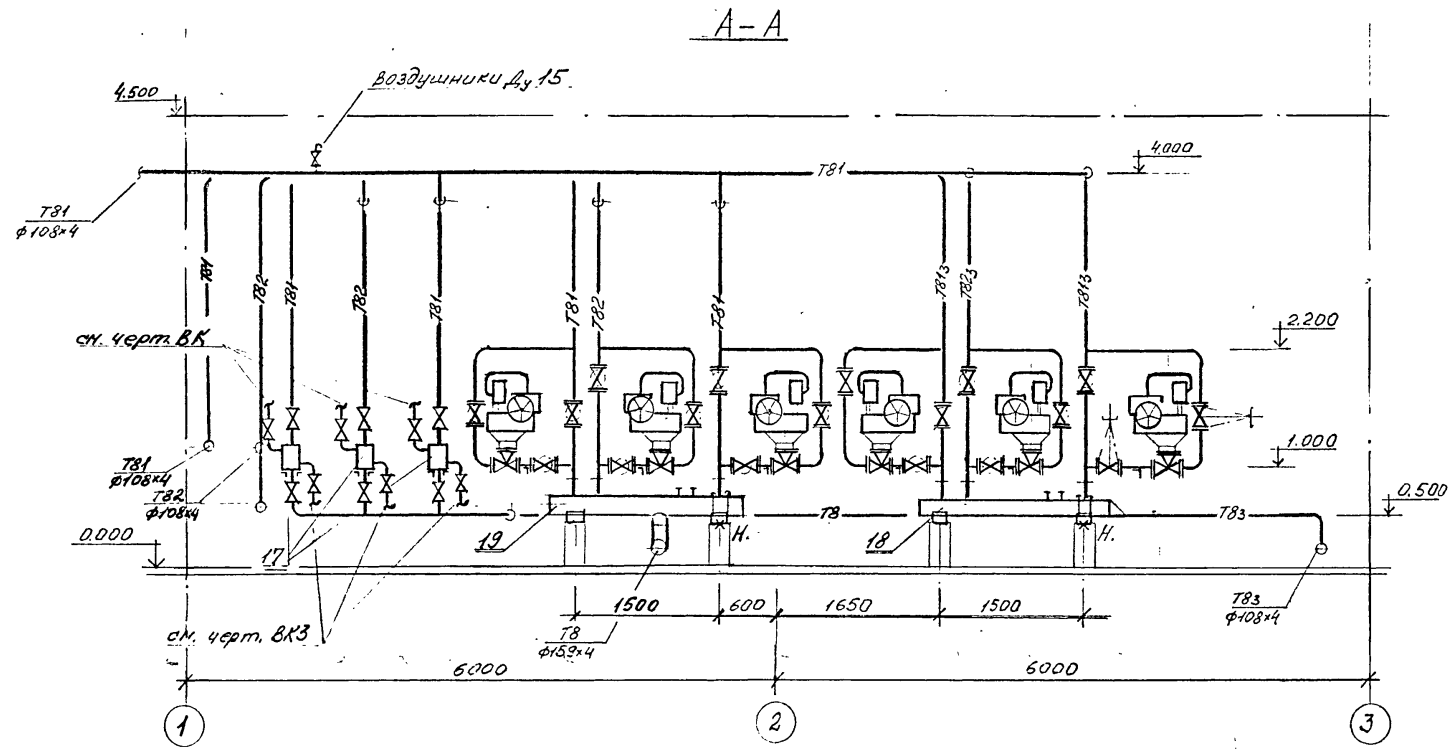 А-А
воздушники Ду 15
4.500
4.000
Т81
Т81
ф108×4
Т81
Т82
Т81
Т82
Т81
Т81
Т82
Т81
Т813
Т823
Т813
см. черт. ВК
2.200
1.000
Т81
ф108×4
Т82
ф108×4
0.500
0.000
17
19
Н.
Т8
18
Н.
Т83
1500
600
1650
1500
Т83
ф108×4
см. черт. ВК3
Т8
ф159×4
6000
6000
1
2
3